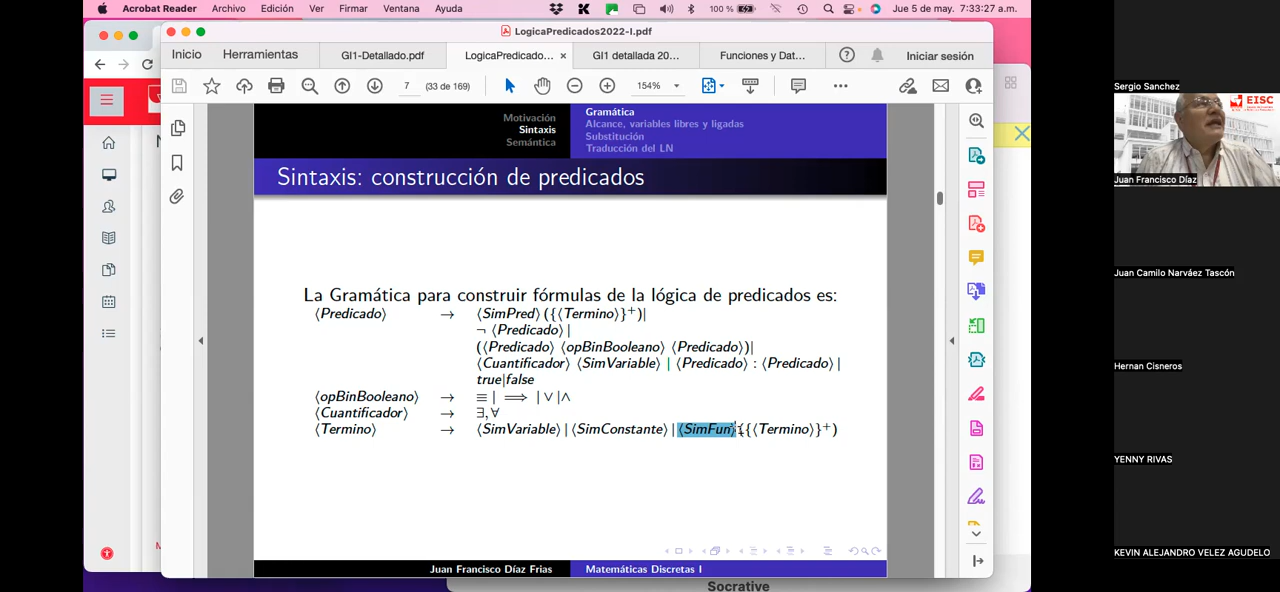 Acrobat Reader Archivo Edición Ver Firmar Ventana Ayuda 100 % Jue 5 de may. 7:33:27 a.m.
LogicaPredicados2022-I.pdf
Inicio Herramientas GI1-Detallado.pdf LogicaPredicado... × GI1 detallada 20... Funciones y Dat... Iniciar sesión
7 (33 de 169) 154%
Motivación
Sintaxis
Semántica
Gramática
Alcance, variables libres y ligadas
Substitución
Traducción del LN
Sintaxis: construcción de predicados
La Gramática para construir fórmulas de la lógica de predicados es:
⟨Predicado⟩ → ⟨SimPred⟩ ({⟨Termino⟩}⁺)|
¬ ⟨Predicado⟩ |
(⟨Predicado⟩ ⟨opBinBooleano⟩ ⟨Predicado⟩)|
⟨Cuantificador⟩ ⟨SimVariable⟩ | ⟨Predicado⟩ : ⟨Predicado⟩ |
true|false
⟨opBinBooleano⟩ → ≡ | ⟹ | ∨ |∧
⟨Cuantificador⟩ → ∃, ∀
⟨Termino⟩ → ⟨SimVariable⟩ | ⟨SimConstante⟩ | ⟨SimFun⟩ ({⟨Termino⟩}⁺)
Juan Francisco Díaz Frias Matemáticas Discretas I
Socrative
Sergio Sanchez
EISC
Juan Francisco Díaz
Juan Camilo Narváez Tascón
Hernan Cisneros
YENNY RIVAS
KEVIN ALEJANDRO VELEZ AGUDELO